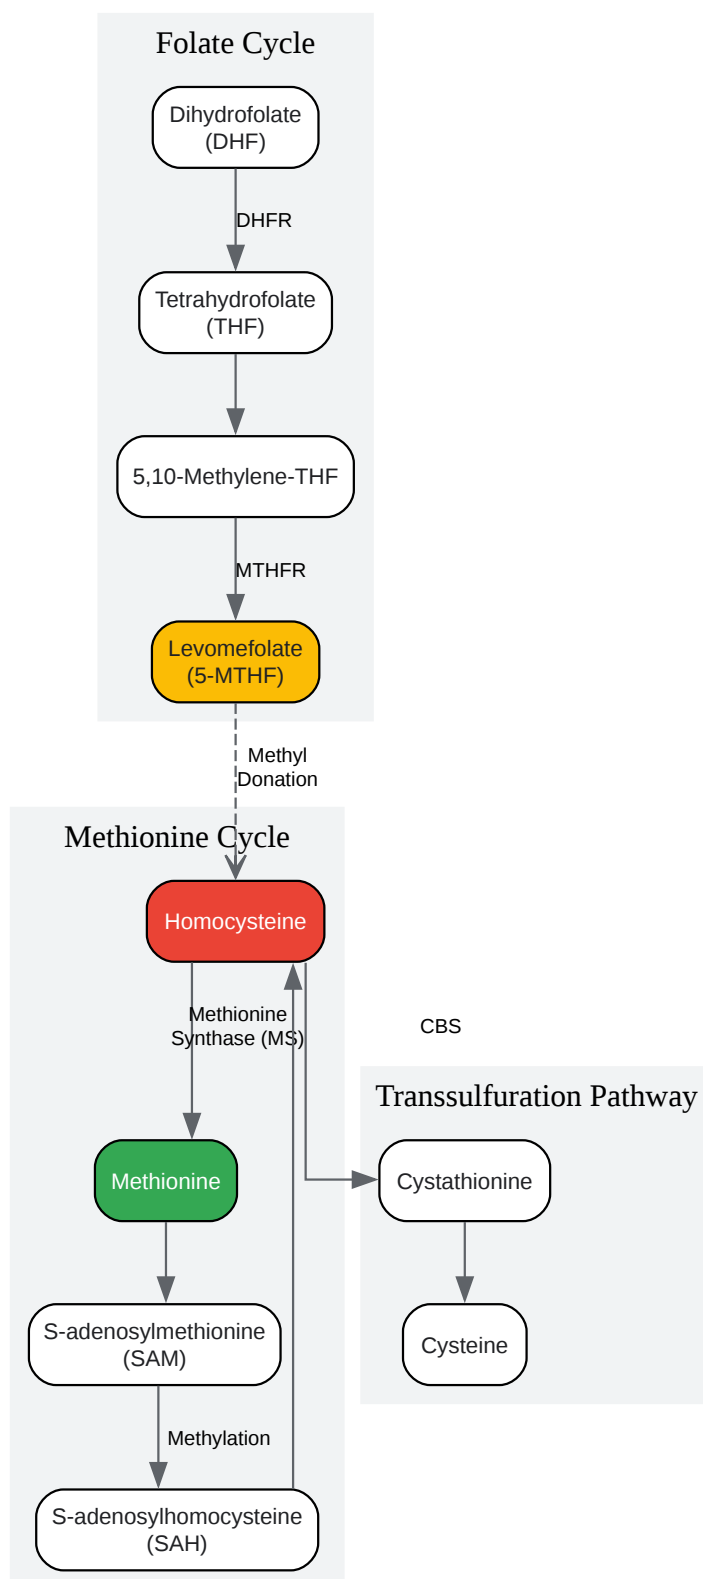 Folate Cycle
Dihydrofolate
(DHF)
DHFR
Tetrahydrofolate
(THF)
5,10-Methylene-THF
MTHFR
Levomefolate
(5-MTHF)
Methyl
Donation
Methionine Cycle
Homocysteine
Methionine
Synthase (MS)
CBS
Transsulfuration Pathway
Methionine
Cystathionine
S-adenosylmethionine
(SAM)
Cysteine
Methylation
S-adenosylhomocysteine
(SAH)